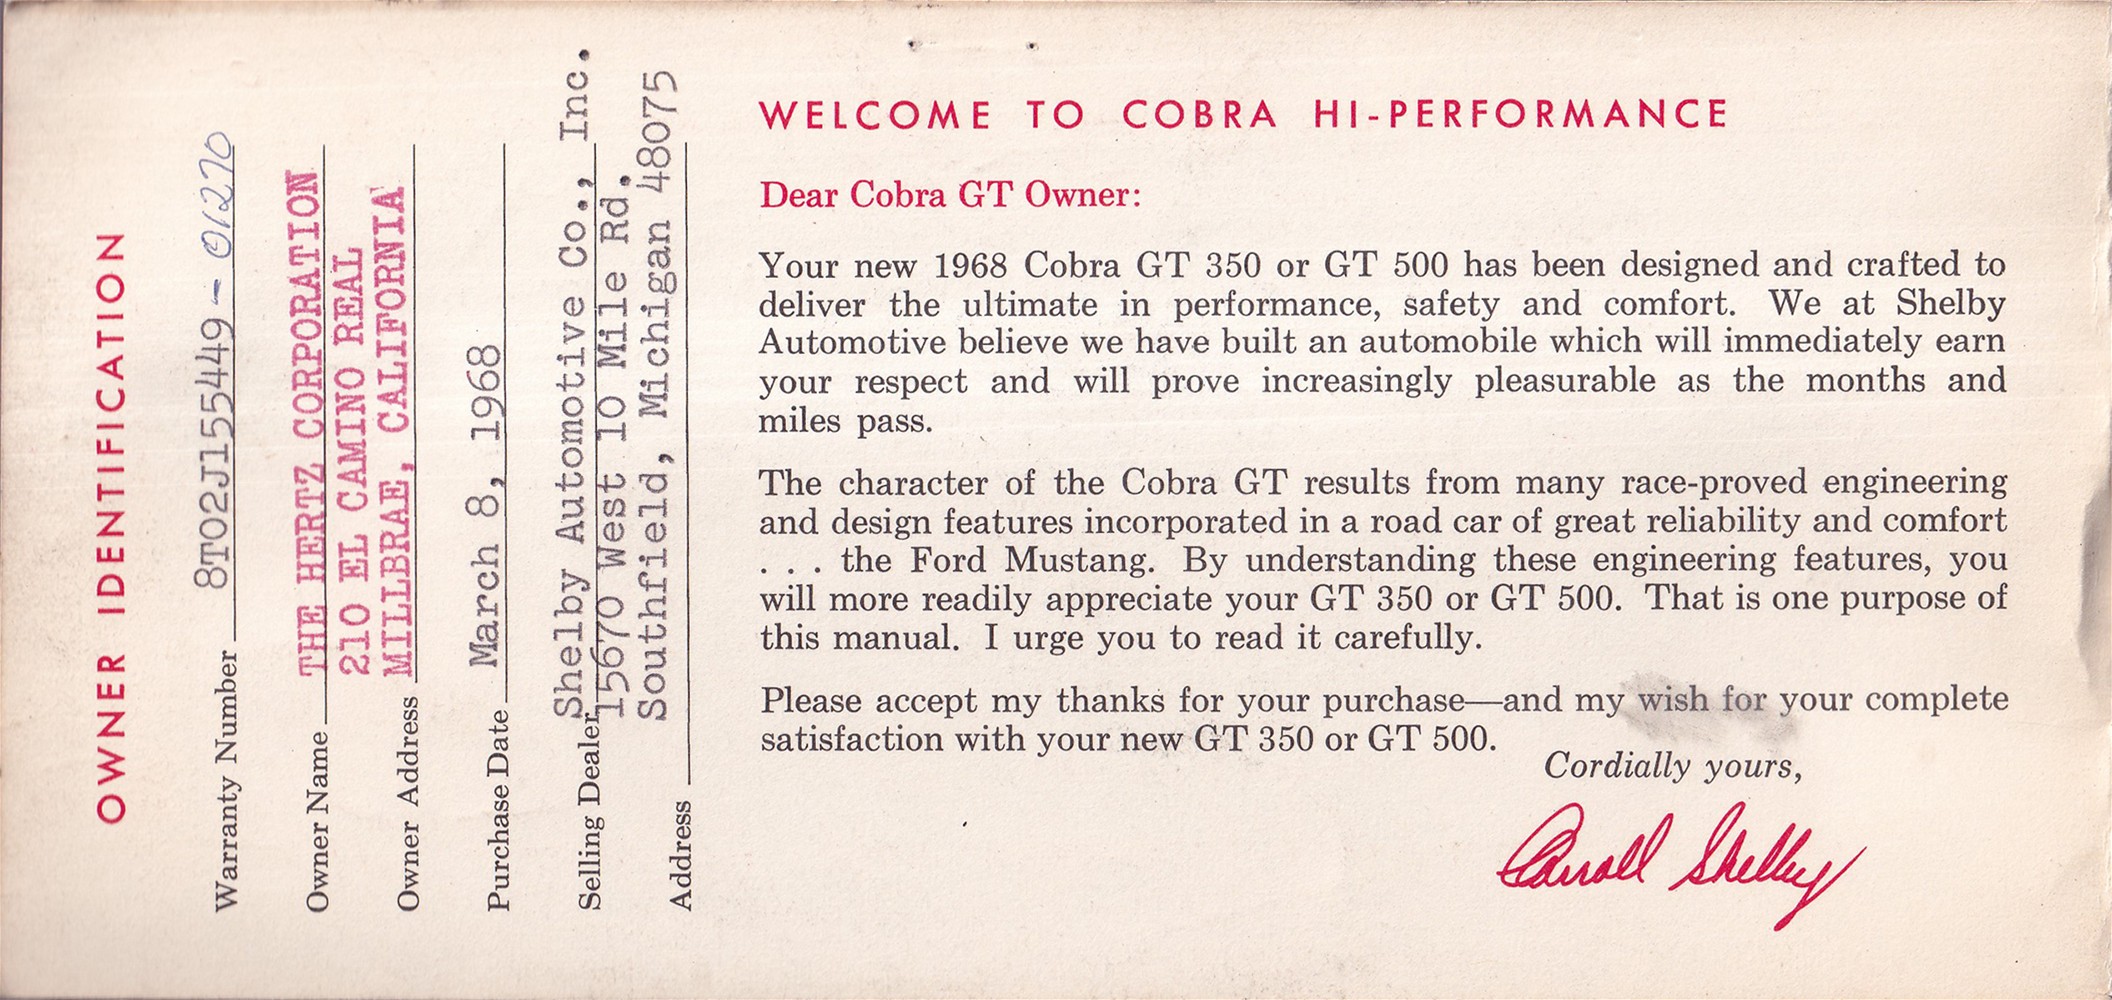 OWNER IDENTIFICATION
Warranty Number 8T02J155449 - 01270
Owner Name THE HERTZ CORPORATION
210 EL CAMINO REAL
Owner Address MILLBRAE, CALIFORNIA
Purchase Date March 8, 1968
Selling Dealer Shelby Automotive Co., Inc.
15670 West 10 Mile Rd.
Address Southfield, Michigan 48075
WELCOME TO COBRA HI-PERFORMANCE
Dear Cobra GT Owner:
Your new 1968 Cobra GT 350 or GT 500 has been designed and crafted to
deliver the ultimate in performance, safety and comfort. We at Shelby
Automotive believe we have built an automobile which will immediately earn
your respect and will prove increasingly pleasurable as the months and
miles pass.
The character of the Cobra GT results from many race-proved engineering
and design features incorporated in a road car of great reliability and comfort
. . . the Ford Mustang. By understanding these engineering features, you
will more readily appreciate your GT 350 or GT 500. That is one purpose of
this manual. I urge you to read it carefully.
Please accept my thanks for your purchase—and my wish for your complete
satisfaction with your new GT 350 or GT 500.
Cordially yours,
Carroll Shelby